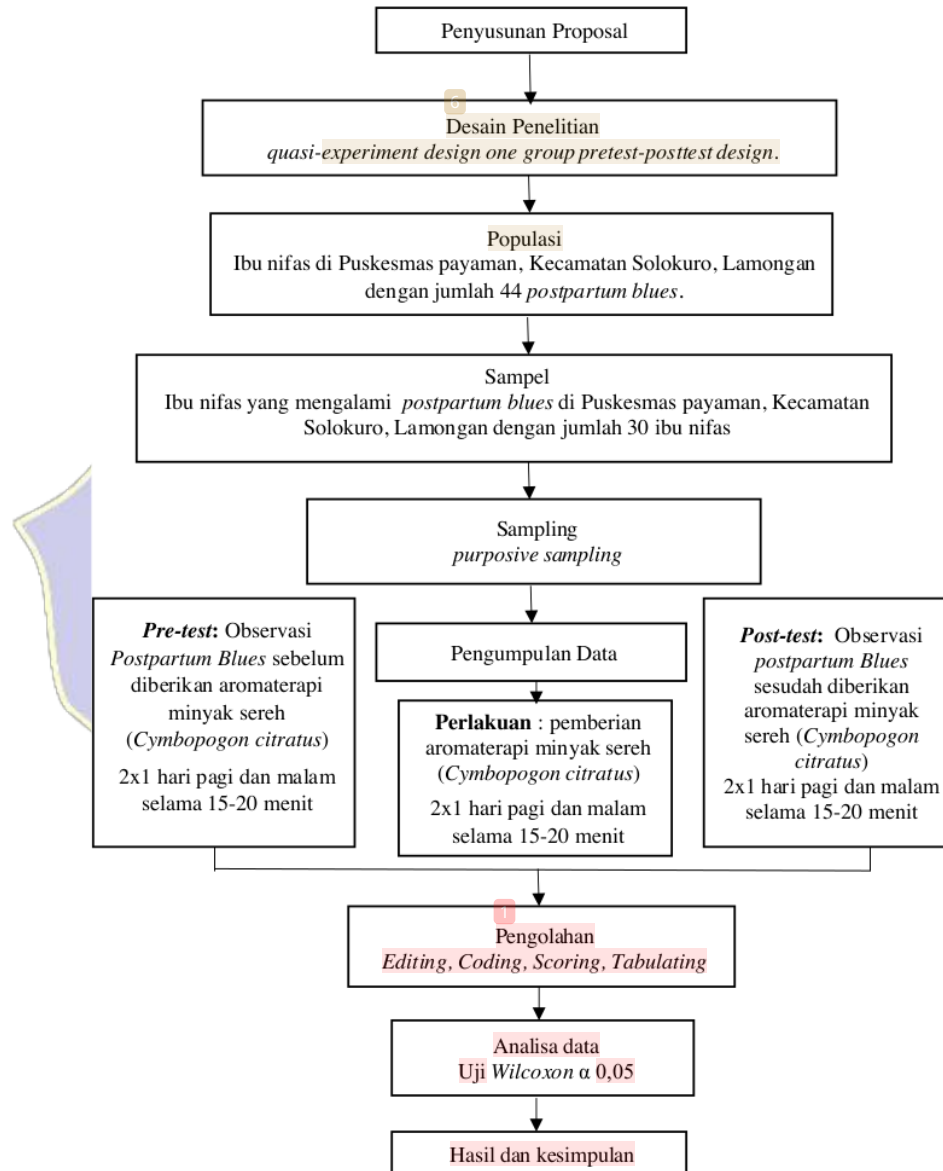 Penyusunan Proposal
6
Desain Penelitian
quasi-experiment design one group pretest-posttest design.
Populasi
Ibu nifas di Puskesmas payaman, Kecamatan Solokuro, Lamongan
dengan jumlah 44 postpartum blues.
Sampel
Ibu nifas yang mengalami postpartum blues di Puskesmas payaman, Kecamatan
Solokuro, Lamongan dengan jumlah 30 ibu nifas
Sampling
purposive sampling
Pre-test: Observasi
Postpartum Blues sebelum
diberikan aromaterapi
minyak sereh
(Cymbopogon citratus)
2x1 hari pagi dan malam
selama 15-20 menit
Pengumpulan Data
Perlakuan : pemberian
aromaterapi minyak sereh
(Cymbopogon citratus)
2x1 hari pagi dan malam
selama 15-20 menit
Post-test: Observasi
postpartum Blues
sesudah diberikan
aromaterapi minyak
sereh (Cymbopogon
citratus)
2x1 hari pagi dan malam
selama 15-20 menit
1
Pengolahan
Editing, Coding, Scoring, Tabulating
Analisa data
Uji Wilcoxon α 0,05
Hasil dan kesimpulan